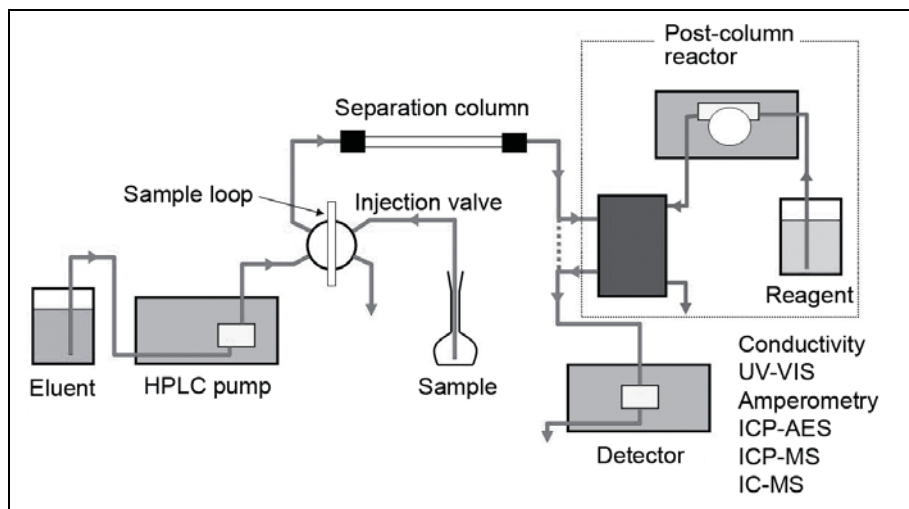 Post-column
reactor
Separation column
Sample loop
Injection valve
Reagent
Eluent
HPLC pump
Sample
Detector
Conductivity
UV-VIS
Amperometry
ICP-AES
ICP-MS
IC-MS